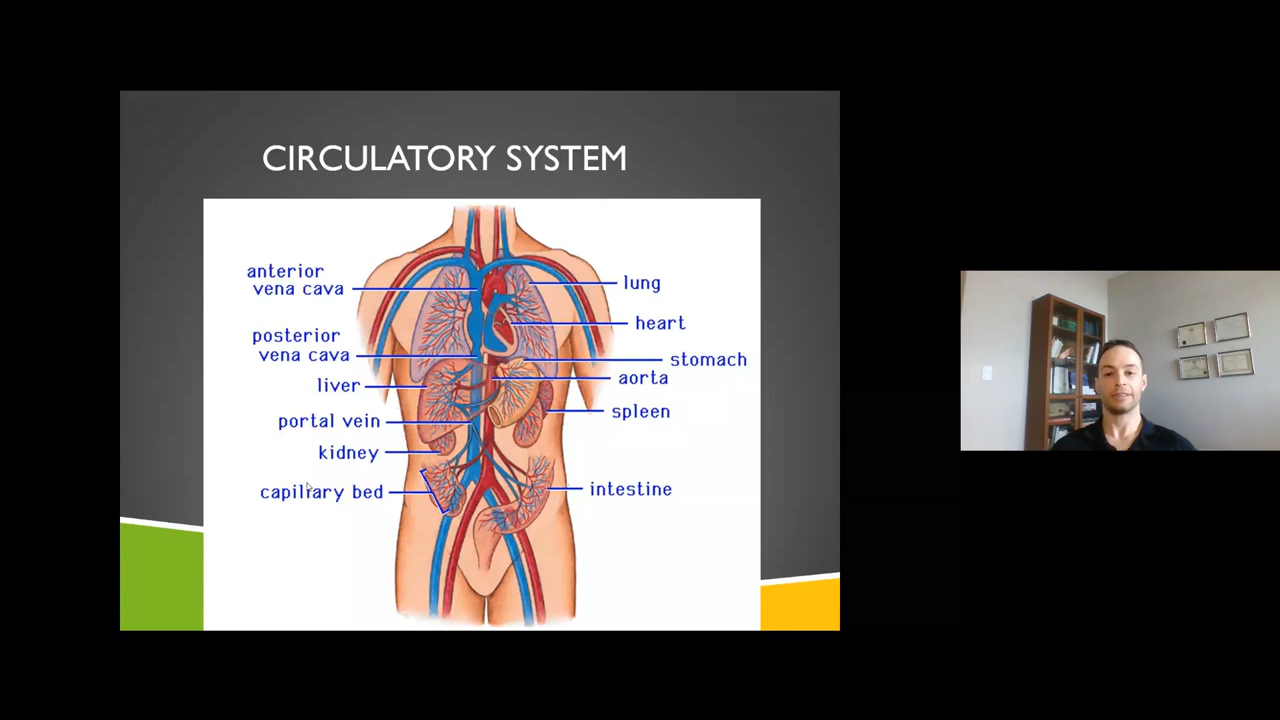 CIRCULATORY SYSTEM
anterior
vena cava
posterior
vena cava
liver
portal vein
kidney
capillary bed
lung
heart
stomach
aorta
spleen
intestine